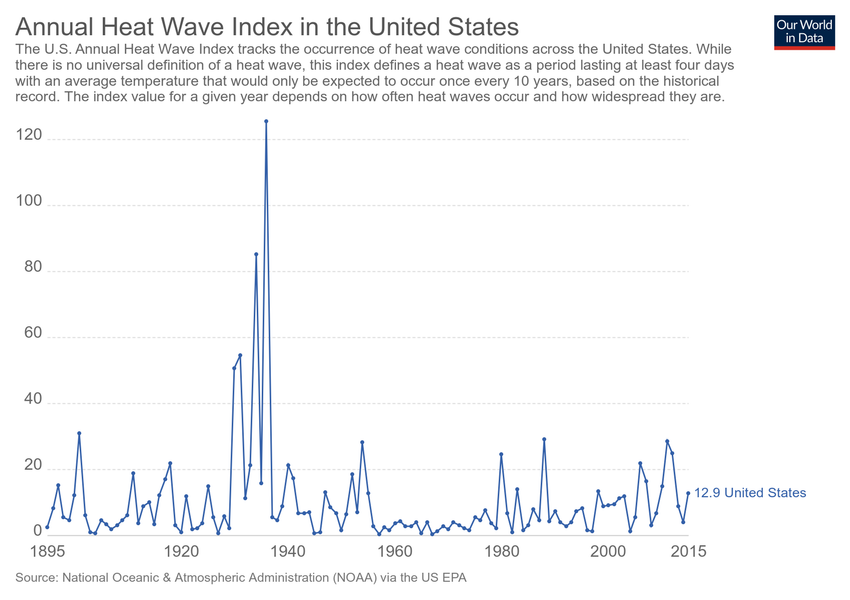 Annual Heat Wave Index in the United States
Our World
in Data
The U.S. Annual Heat Wave Index tracks the occurrence of heat wave conditions across the United States. While
there is no universal definition of a heat wave, this index defines a heat wave as a period lasting at least four days
with an average temperature that would only be expected to occur once every 10 years, based on the historical
record. The index value for a given year depends on how often heat waves occur and how widespread they are.
120
100
80
60
40
20
0
12.9 United States
1895 1920 1940 1960 1980 2000 2015
Source: National Oceanic & Atmospheric Administration (NOAA) via the US EPA